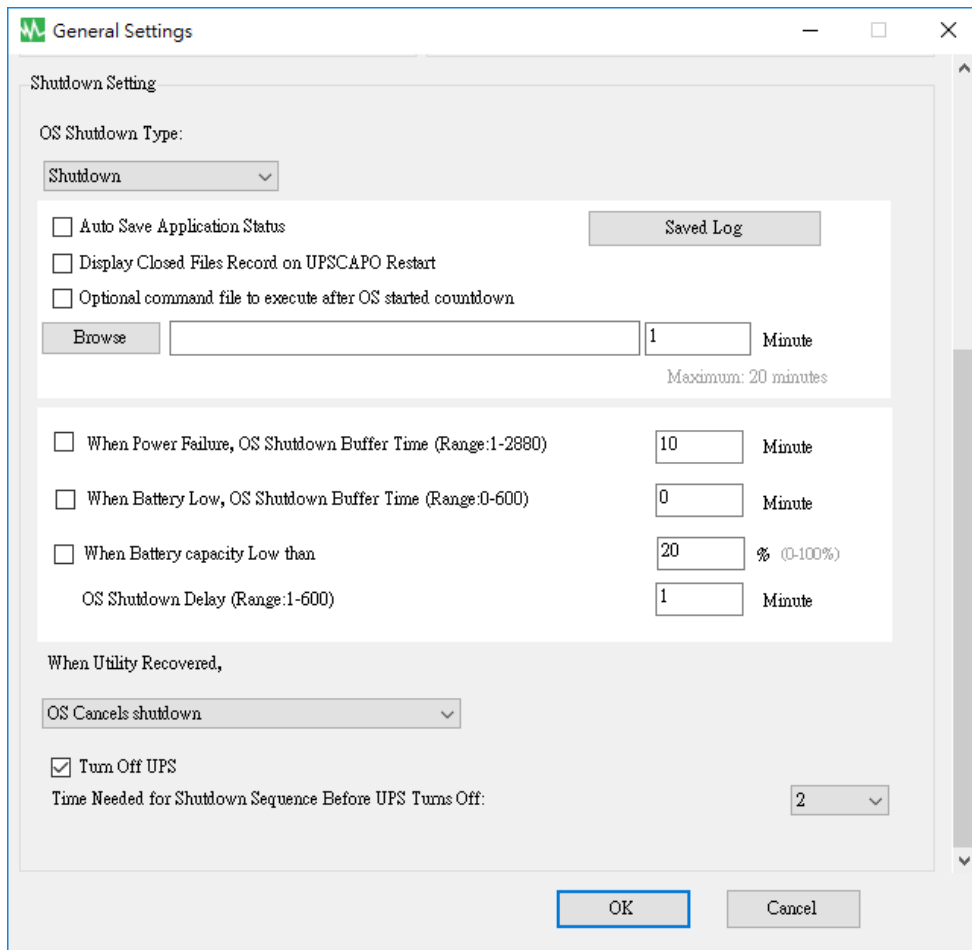 General Settings
Shutdown Setting
OS Shutdown Type:
Shutdown
Auto Save Application Status
Saved Log
Display Closed Files Record on UPSCAPO Restart
Optional command file to execute after OS started countdown
Browse 1 Minute
Maximum: 20 minutes
When Power Failure, OS Shutdown Buffer Time (Range:1-2880) 10 Minute
When Battery Low, OS Shutdown Buffer Time (Range:0-600) 0 Minute
When Battery capacity Low than 20 % (0-100%)
OS Shutdown Delay (Range:1-600) 1 Minute
When Utility Recovered,
OS Cancels shutdown
Turn Off UPS
Time Needed for Shutdown Sequence Before UPS Turns Off: 2
OK Cancel